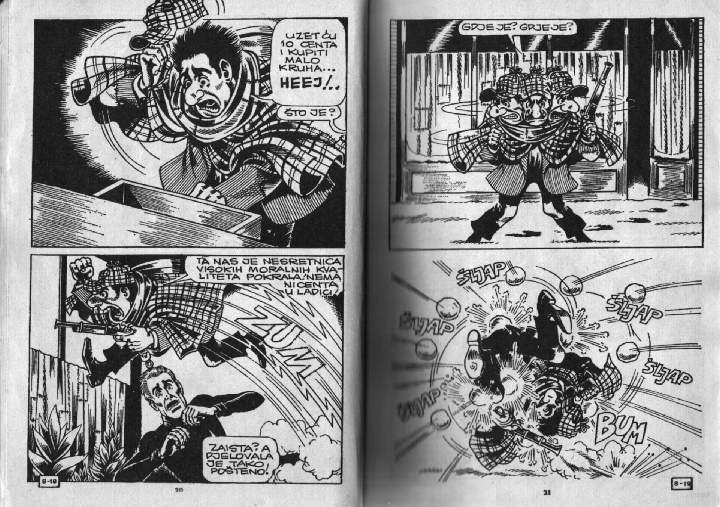 UZET ĆU
10 CENTA
I KUPITI
MALO
KRUHA...
HEEJ!..
ŠTO JE?
TA NAS JE NESRETNICA
VISOKIH MORALNIH KVA-
LITETA POKRALA! NEMA
NI CENTA
U LADICI!
ZUM
ZAISTA? A
DJELOVALA
JE TAKO
POŠTENO!
8-19
20
GDJE JE? GDJE JE?
ŠLJAP
ŠLJAP
ŠLJAP
ŠLJAP
ŠLJAP
BUM
21
8-19